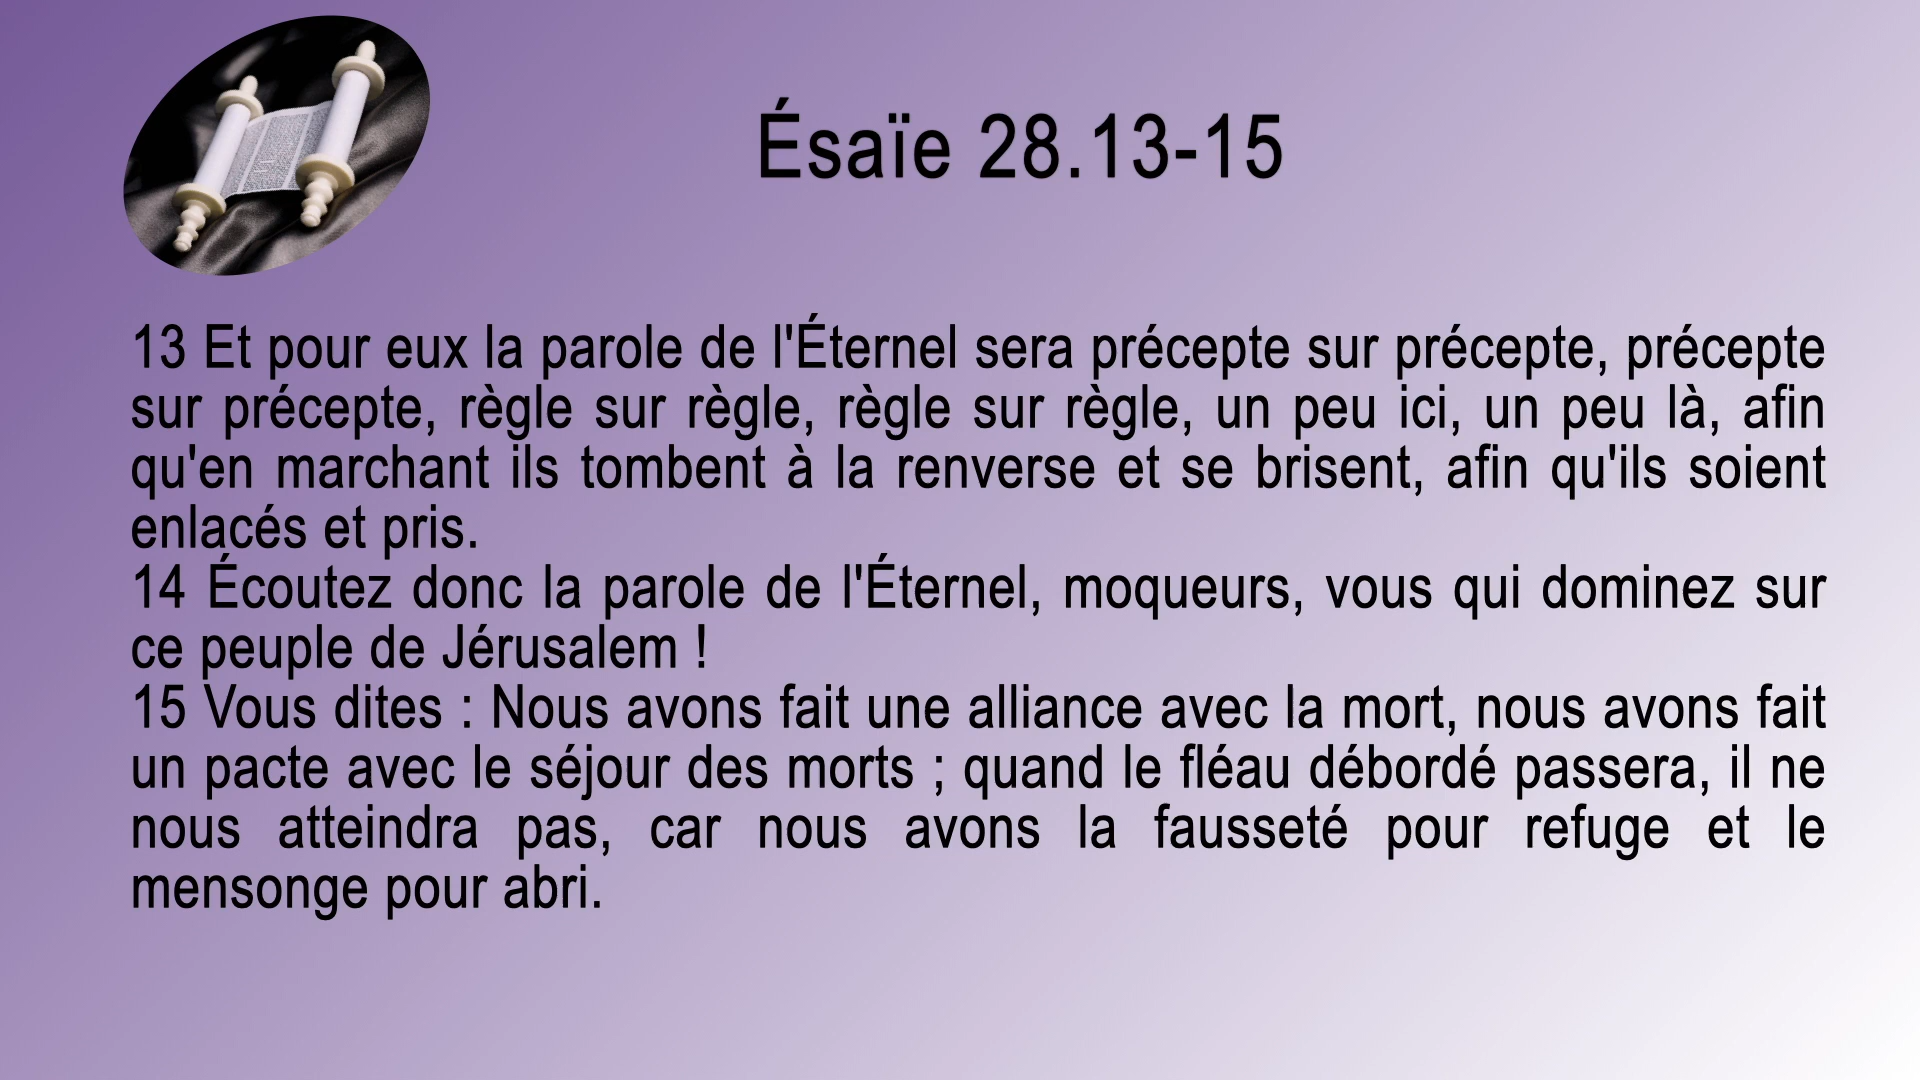 Ésaïe 28.13-15
13 Et pour eux la parole de l'Éternel sera précepte sur précepte, précepte
sur précepte, règle sur règle, règle sur règle, un peu ici, un peu là, afin
qu'en marchant ils tombent à la renverse et se brisent, afin qu'ils soient
enlacés et pris.
14 Écoutez donc la parole de l'Éternel, moqueurs, vous qui dominez sur
ce peuple de Jérusalem !
15 Vous dites : Nous avons fait une alliance avec la mort, nous avons fait
un pacte avec le séjour des morts ; quand le fléau débordé passera, il ne
nous atteindra pas, car nous avons la fausseté pour refuge et le
mensonge pour abri.